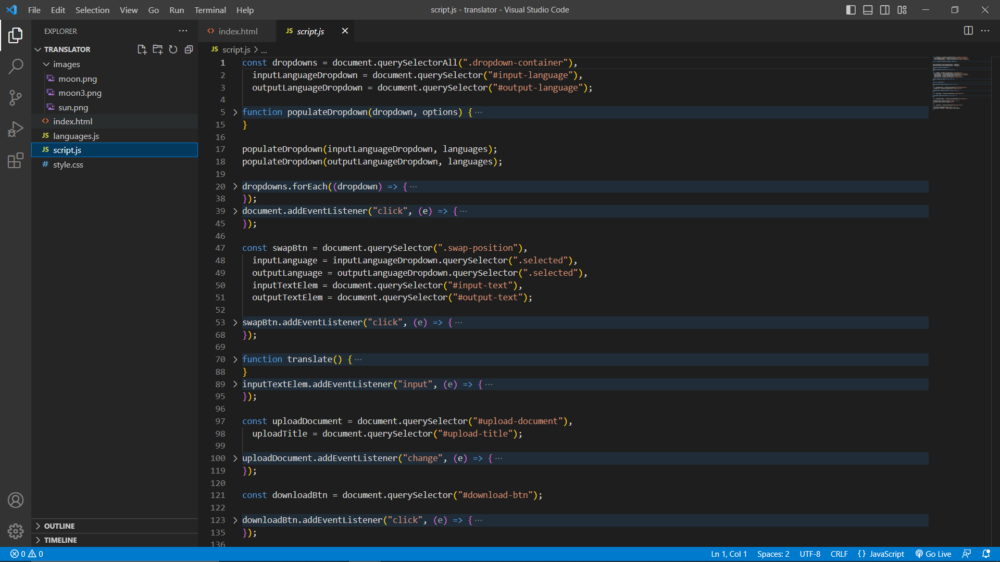 File Edit Selection View Go Run Terminal Help
script.js - translator - Visual Studio Code
EXPLORER
TRANSLATOR
images
moon.png
moon3.png
sun.png
index.html
JS languages.js
JS script.js
# style.css
OUTLINE
TIMELINE
<> index.html
JS script.js
JS script.js > ...
1 const dropdowns = document.querySelectorAll(".dropdown-container"),
2 inputLanguageDropdown = document.querySelector("#input-language"),
3 outputLanguageDropdown = document.querySelector("#output-language");
4
5 function populateDropdown(dropdown, options) { ...
15 }
16
17 populateDropdown(inputLanguageDropdown, languages);
18 populateDropdown(outputLanguageDropdown, languages);
19
20 dropdowns.forEach((dropdown) => { ...
38 });
39 document.addEventListener("click", (e) => { ...
45 });
46
47 const swapBtn = document.querySelector(".swap-position"),
48 inputLanguage = inputLanguageDropdown.querySelector(".selected"),
49 outputLanguage = outputLanguageDropdown.querySelector(".selected"),
50 inputTextElem = document.querySelector("#input-text"),
51 outputTextElem = document.querySelector("#output-text");
52
53 swapBtn.addEventListener("click", (e) => { ...
68 });
69
70 function translate() { ...
88 }
89 inputTextElem.addEventListener("input", (e) => { ...
95 });
96
97 const uploadDocument = document.querySelector("#upload-document"),
98 uploadTitle = document.querySelector("#upload-title");
99
100 uploadDocument.addEventListener("change", (e) => { ...
119 });
120
121 const downloadBtn = document.querySelector("#download-btn");
122
123 downloadBtn.addEventListener("click", (e) => { ...
135 });
136
0 0
Ln 1, Col 1 Spaces: 2 UTF-8 CRLF {} JavaScript Go Live